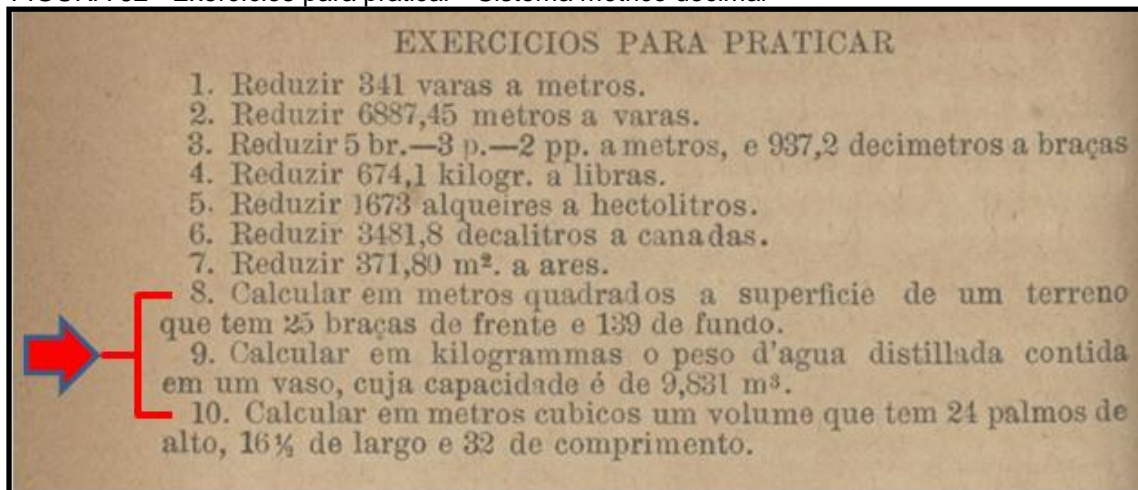 EXERCICIOS PARA PRATICAR
1. Reduzir 341 varas a metros.
2. Reduzir 6887,45 metros a varas.
3. Reduzir 5 br.—3 p.—2 pp. a metros, e 937,2 decimetros a braças
4. Reduzir 674,1 kilogr. a libras.
5. Reduzir 1673 alqueires a hectolitros.
6. Reduzir 3481,8 decalitros a canadas.
7. Reduzir 371,80 m². a ares.
8. Calcular em metros quadrados a superficie de um terreno
que tem 25 braças de frente e 139 de fundo.
9. Calcular em kilogrammas o peso d'agua distillada contida
em um vaso, cuja capacidade é de 9,831 m³.
10. Calcular em metros cubicos um volume que tem 24 palmos de
alto, de largo e 32 de comprimento.